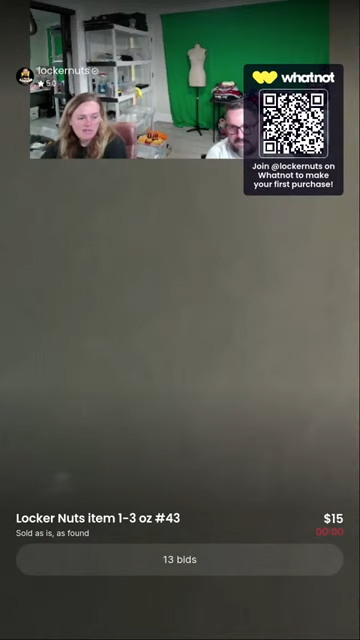 lockernuts
★ 5.0
whatnot
Join @lockernuts on
Whatnot to make
your first purchase!
Locker Nuts item 1-3 oz #43
$15
Sold as is, as found
00:00
13 bids